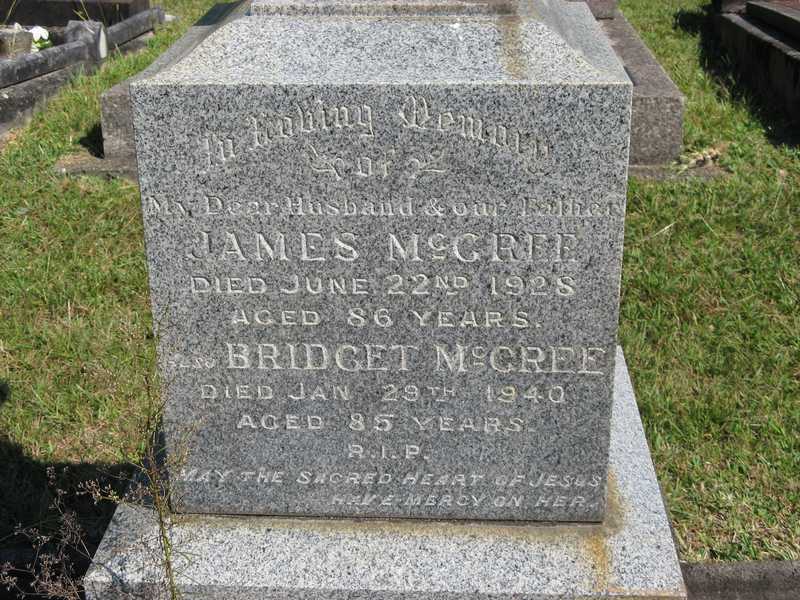 In Loving Memory
of
My Dear Husband & our Father
JAMES McGREE
DIED JUNE 22ND 1928
AGED 86 YEARS.
ALSO BRIDGET McGREE
DIED JAN 29TH 1940
AGED 85 YEARS.
R.I.P.
MAY THE SACRED HEART OF JESUS
HAVE MERCY ON HER